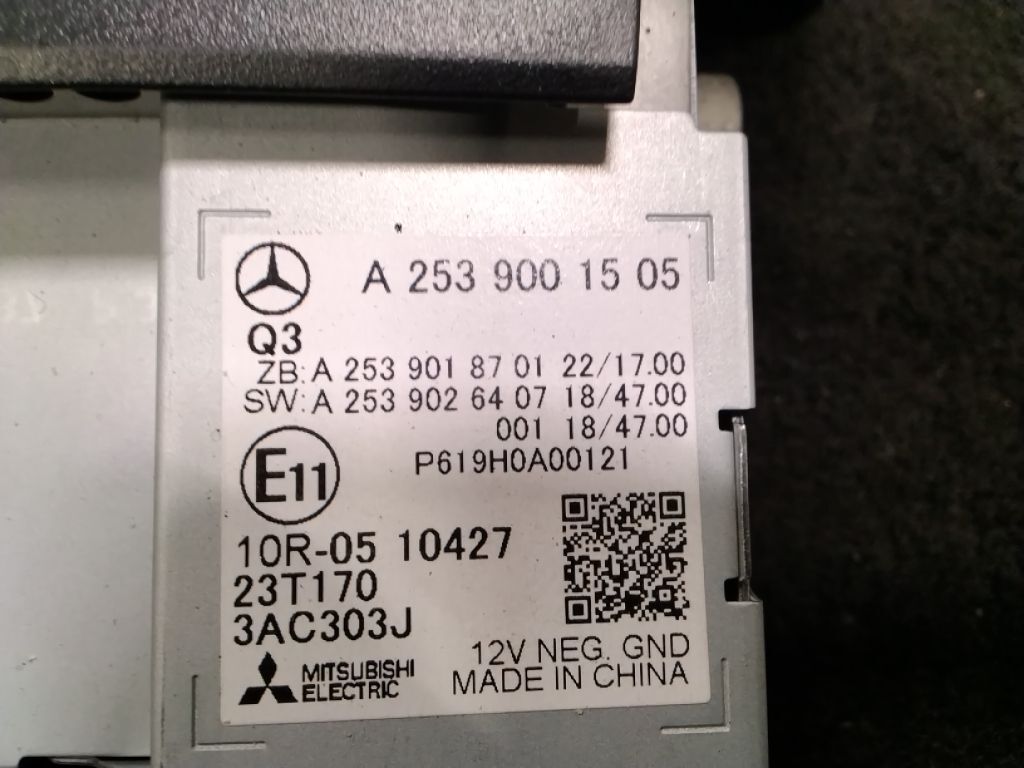 A 253 900 15 05
Q3
ZB: A 253 901 87 01 22/17.00
SW: A 253 902 64 07 18/47.00
001 18/47.00
E11
P619H0A00121
10R-05 10427
23T170
3AC303J
MITSUBISHI
ELECTRIC
12V NEG. GND
MADE IN CHINA